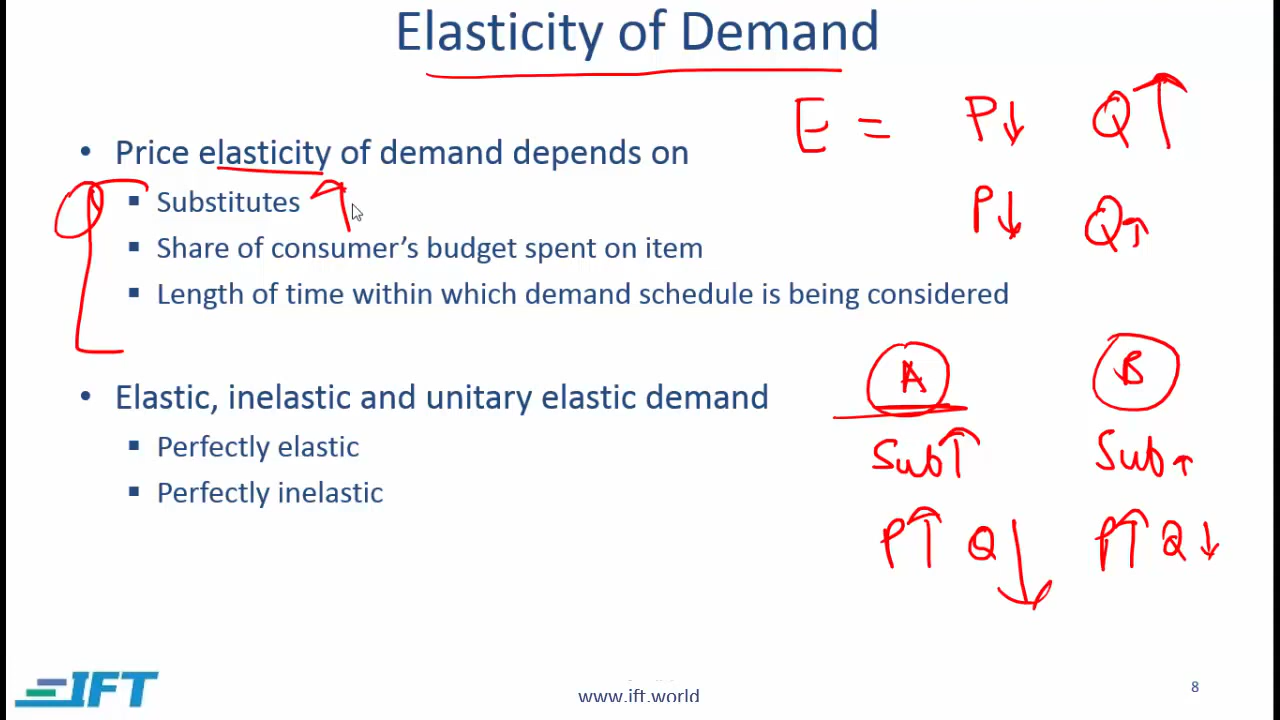 Elasticity of Demand
E = P↓ Q↑
• Price elasticity of demand depends on
▪ Substitutes ↑
P↓ Q↑
▪ Share of consumer’s budget spent on item
▪ Length of time within which demand schedule is being considered
A B
• Elastic, inelastic and unitary elastic demand
▪ Perfectly elastic
Sub↑ Sub↑
▪ Perfectly inelastic
P↑ Q↓ P↑ Q↓
IFT
www.ift.world
8